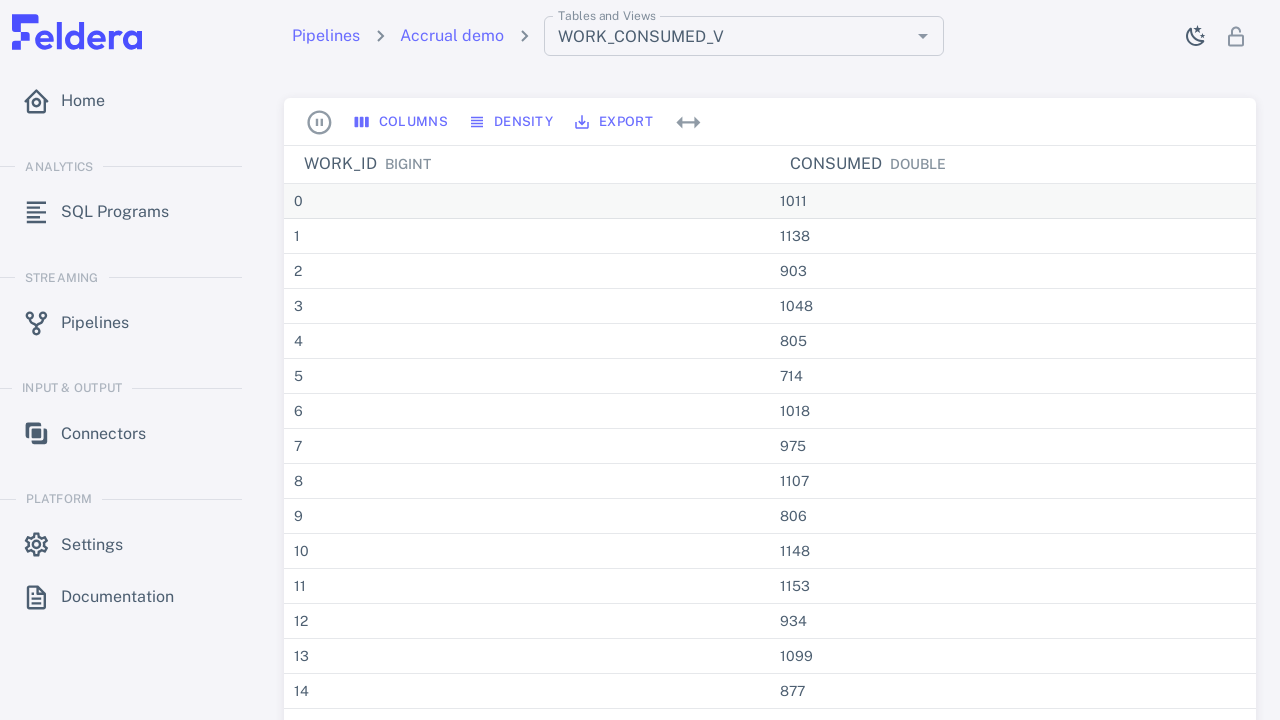 Feldera
Pipelines > Accrual demo > Tables and Views
WORK_CONSUMED_V
Home
ANALYTICS
SQL Programs
STREAMING
Pipelines
INPUT & OUTPUT
Connectors
PLATFORM
Settings
Documentation
COLUMNS DENSITY EXPORT
WORK_ID BIGINT CONSUMED DOUBLE
0 1011
1 1138
2 903
3 1048
4 805
5 714
6 1018
7 975
8 1107
9 806
10 1148
11 1153
12 934
13 1099
14 877